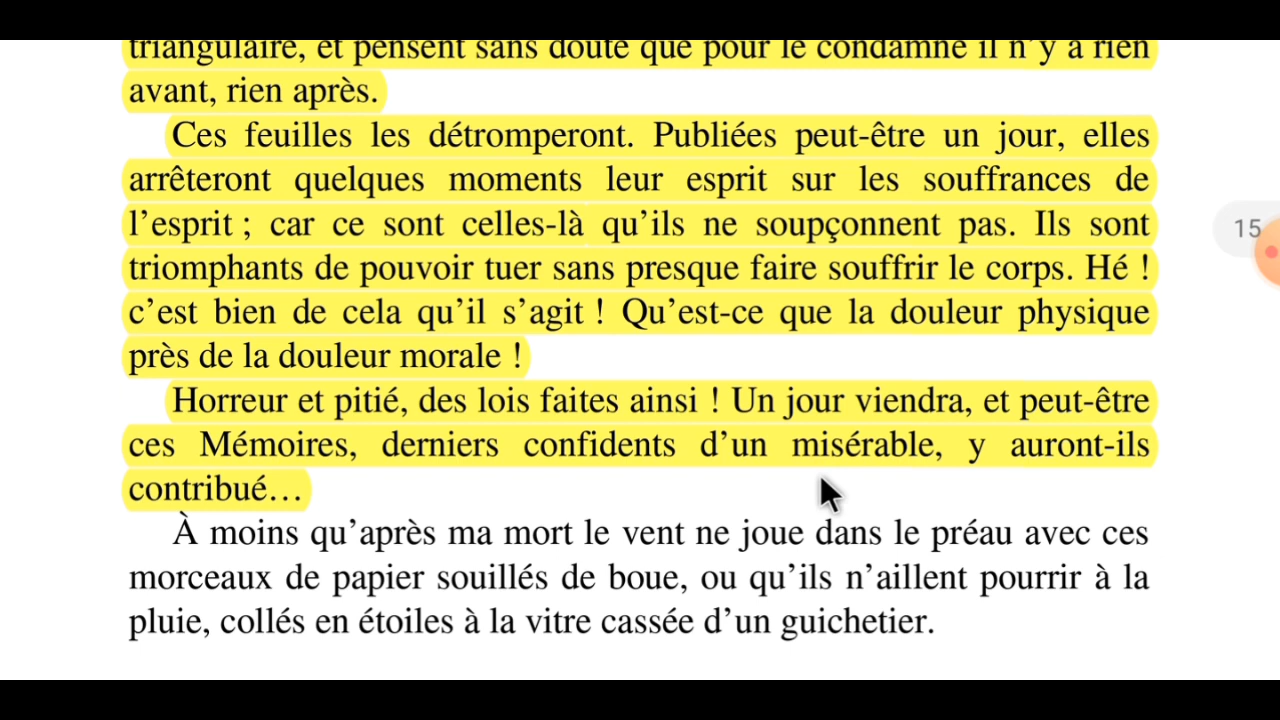 triangulaire, et pensent sans doute que pour le condamné il n’y a rien
avant, rien après.
Ces feuilles les détromperont. Publiées peut-être un jour, elles
arrêteront quelques moments leur esprit sur les souffrances de
l’esprit ; car ce sont celles-là qu’ils ne soupçonnent pas. Ils sont
triomphants de pouvoir tuer sans presque faire souffrir le corps. Hé !
c’est bien de cela qu’il s’agit ! Qu’est-ce que la douleur physique
près de la douleur morale !
Horreur et pitié, des lois faites ainsi ! Un jour viendra, et peut-être
ces Mémoires, derniers confidents d’un misérable, y auront-ils
contribué…
À moins qu’après ma mort le vent ne joue dans le préau avec ces
morceaux de papier souillés de boue, ou qu’ils n’aillent pourrir à la
pluie, collés en étoiles à la vitre cassée d’un guichetier.
15